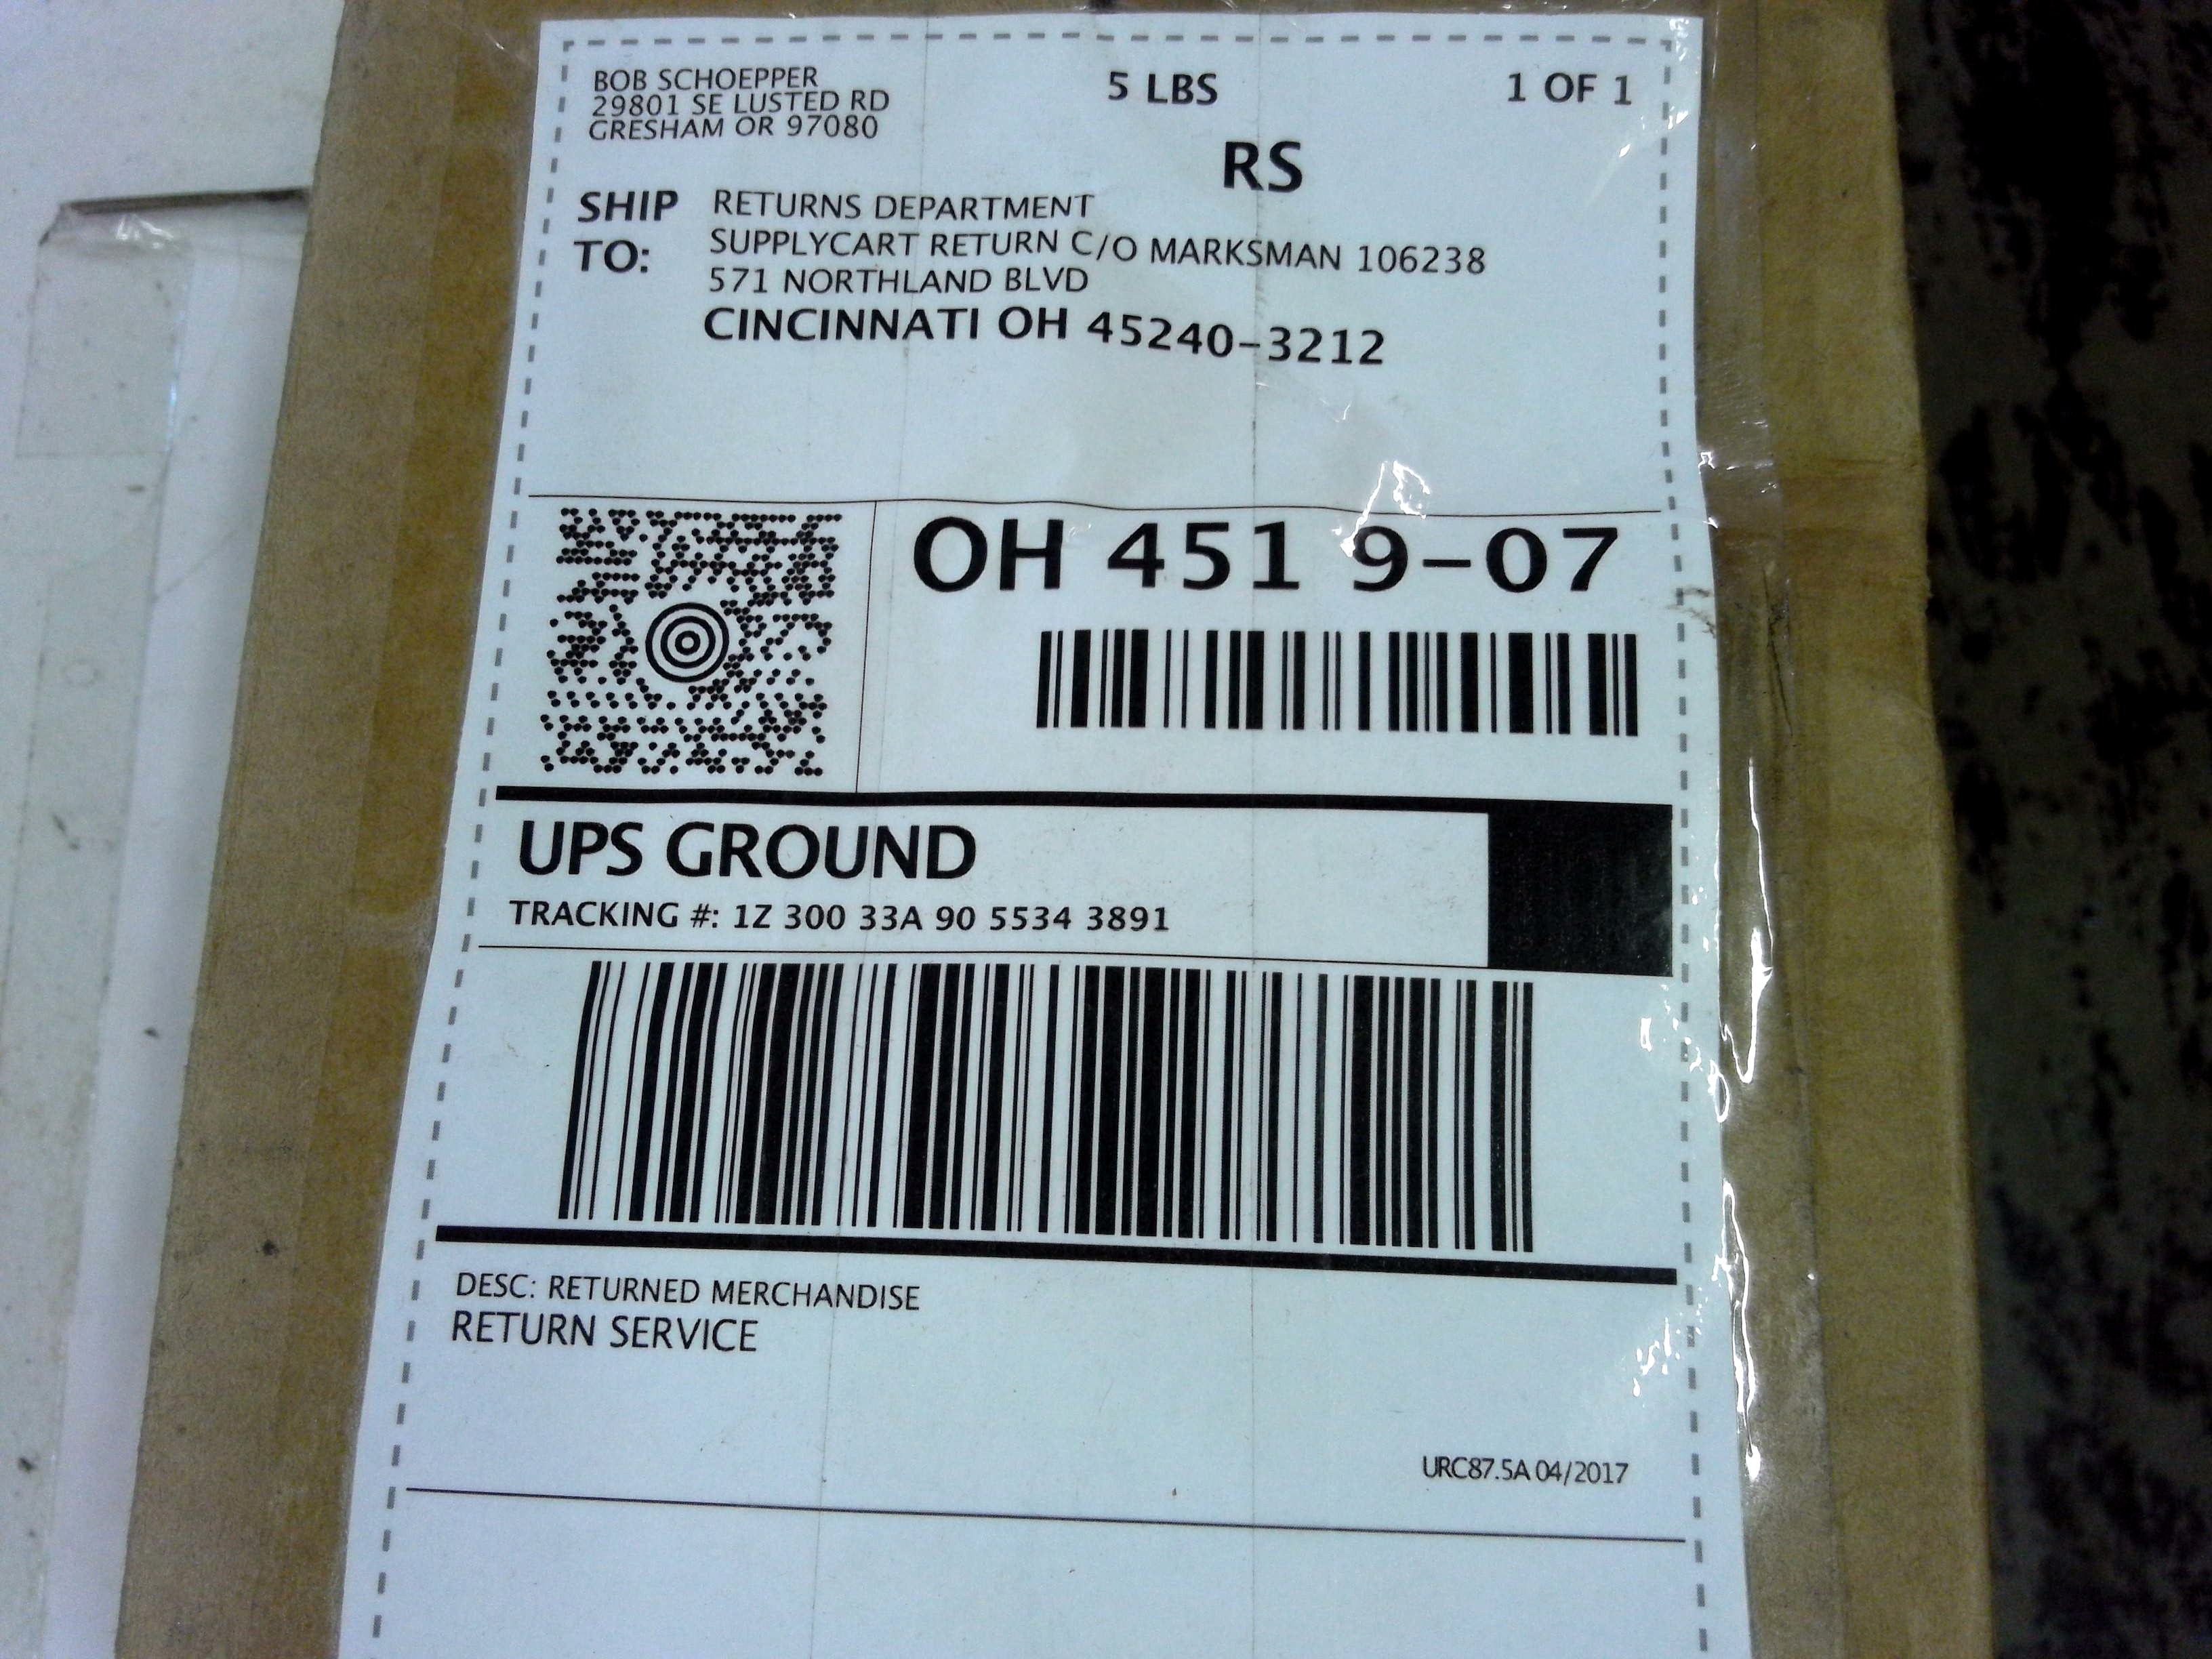 BOB SCHOEPPER
29801 SE LUSTED RD
GRESHAM OR 97080
5 LBS
1 OF 1
RS
SHIP TO:
RETURNS DEPARTMENT
SUPPLYCART RETURN C/O MARKSMAN 106238
571 NORTHLAND BLVD
CINCINNATI OH 45240-3212
OH 451 9-07
UPS GROUND
TRACKING #: 1Z 300 33A 90 5534 3891
DESC: RETURNED MERCHANDISE
RETURN SERVICE
URC87.5A 04/2017